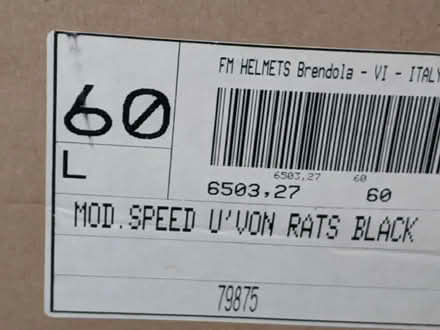 60
L
FM HELMETS Brendola - VI - ITALY
6503,27 60
6503,27 60
MOD.SPEED U'VON RATS BLACK
79875